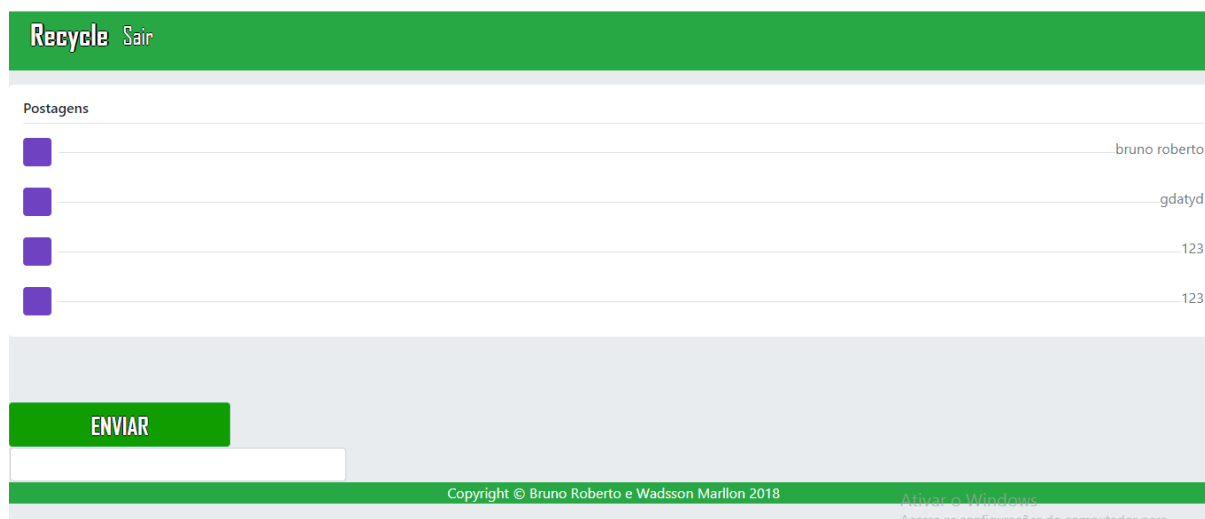 Recycle Sair
Postagens
bruno roberto
gdatyd
123
123
ENVIAR
Copyright © Bruno Roberto e Wadsson Marllon 2018
Ativar o Windows